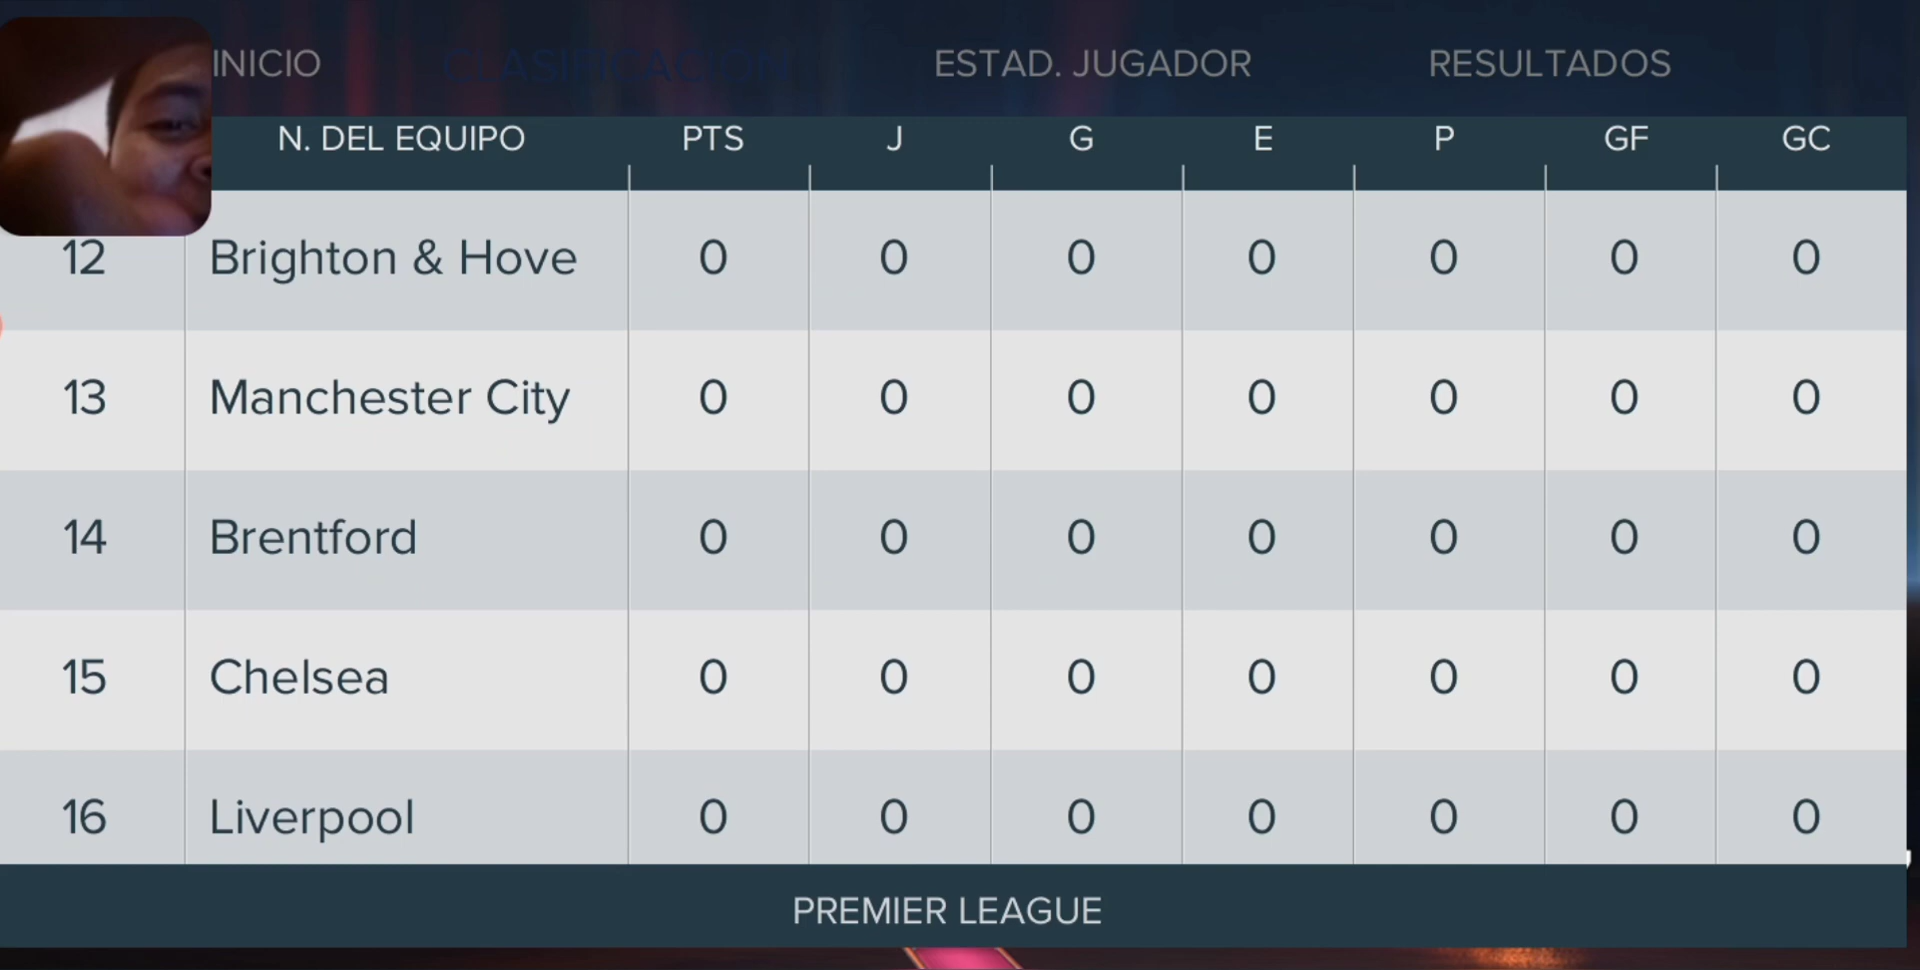 INICIO CLASIFICACIÓN ESTAD. JUGADOR RESULTADOS
N. DEL EQUIPO PTS J G E P GF GC
12 Brighton & Hove 0 0 0 0 0 0 0
13 Manchester City 0 0 0 0 0 0 0
14 Brentford 0 0 0 0 0 0 0
15 Chelsea 0 0 0 0 0 0 0
16 Liverpool 0 0 0 0 0 0 0
PREMIER LEAGUE